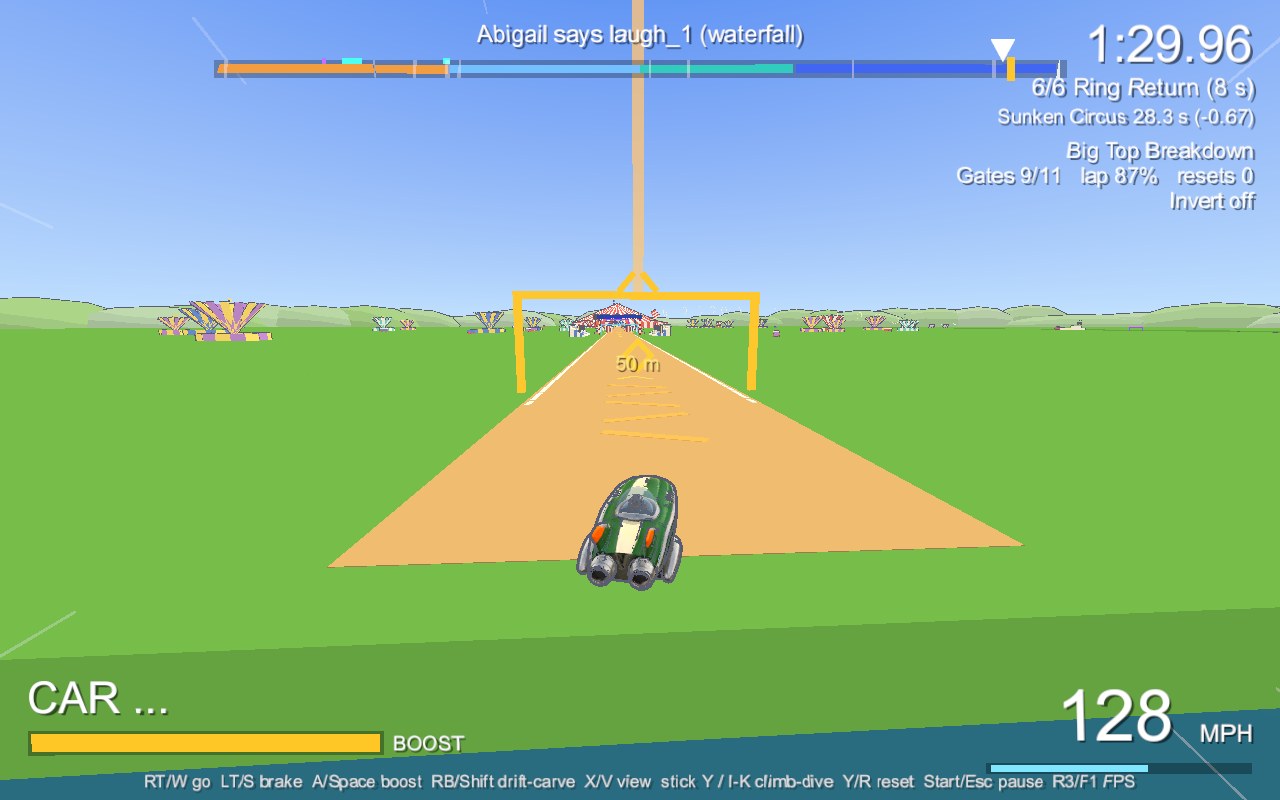 Abigail says laugh_1 (waterfall)
1:29.96
6/6 Ring Return (8 s)
Sunken Circus 28.3 s (-0.67)
Big Top Breakdown
Gates 9/11 lap 87% resets 0
Invert off
50 m
CAR ...
BOOST
128 MPH
RT/W go LT/S brake A/Space boost RB/Shift drift-carve X/V view stick Y / I-K climb-dive Y/R reset Start/Esc pause R3/F1 FPS